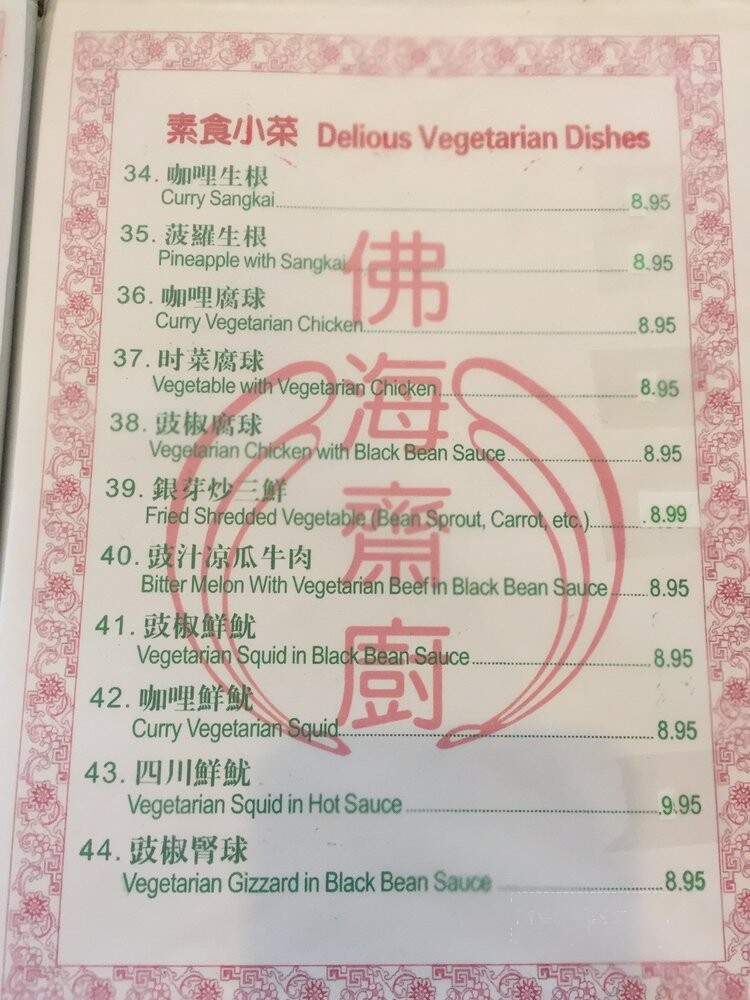 素食小菜 Delious Vegetarian Dishes
34. 咖哩生根
Curry Sangkai 8.95
35. 菠羅生根
Pineapple with Sangkai 8.95
36. 咖哩腐球
Curry Vegetarian Chicken 8.95
37. 时菜腐球
Vegetable with Vegetarian Chicken 8.95
38. 豉椒腐球
Vegetarian Chicken with Black Bean Sauce 8.95
39. 銀芽炒三鮮
Fried Shredded Vegetable (Bean Sprout, Carrot, etc.) 8.99
40. 豉汁凉瓜牛肉
Bitter Melon With Vegetarian Beef in Black Bean Sauce 8.95
41. 豉椒鮮魷
Vegetarian Squid in Black Bean Sauce 8.95
42. 咖哩鮮魷
Curry Vegetarian Squid 8.95
43. 四川鮮魷
Vegetarian Squid in Hot Sauce 9.95
44. 豉椒腎球
Vegetarian Gizzard in Black Bean Sauce 8.95
佛海齋廚